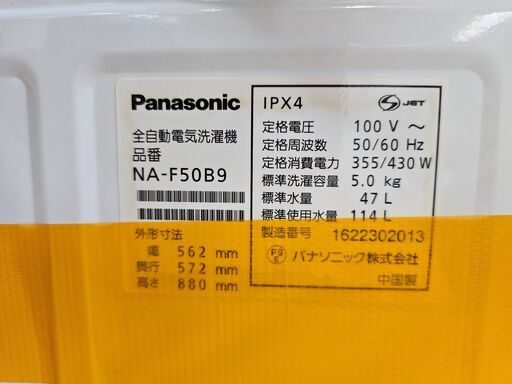 Panasonic
全自動電気洗濯機
品番
NA-F50B9
外形寸法
幅 562 mm
奥行 572 mm
高さ 880 mm
IPX4
S JET
定格電圧 100 V ～
定格周波数 50/60 Hz
定格消費電力 355/430 W
標準洗濯容量 5.0 kg
標準水量 47 L
標準使用水量 114 L
製造番号 1622302013
PS E パナソニック株式会社
中国製